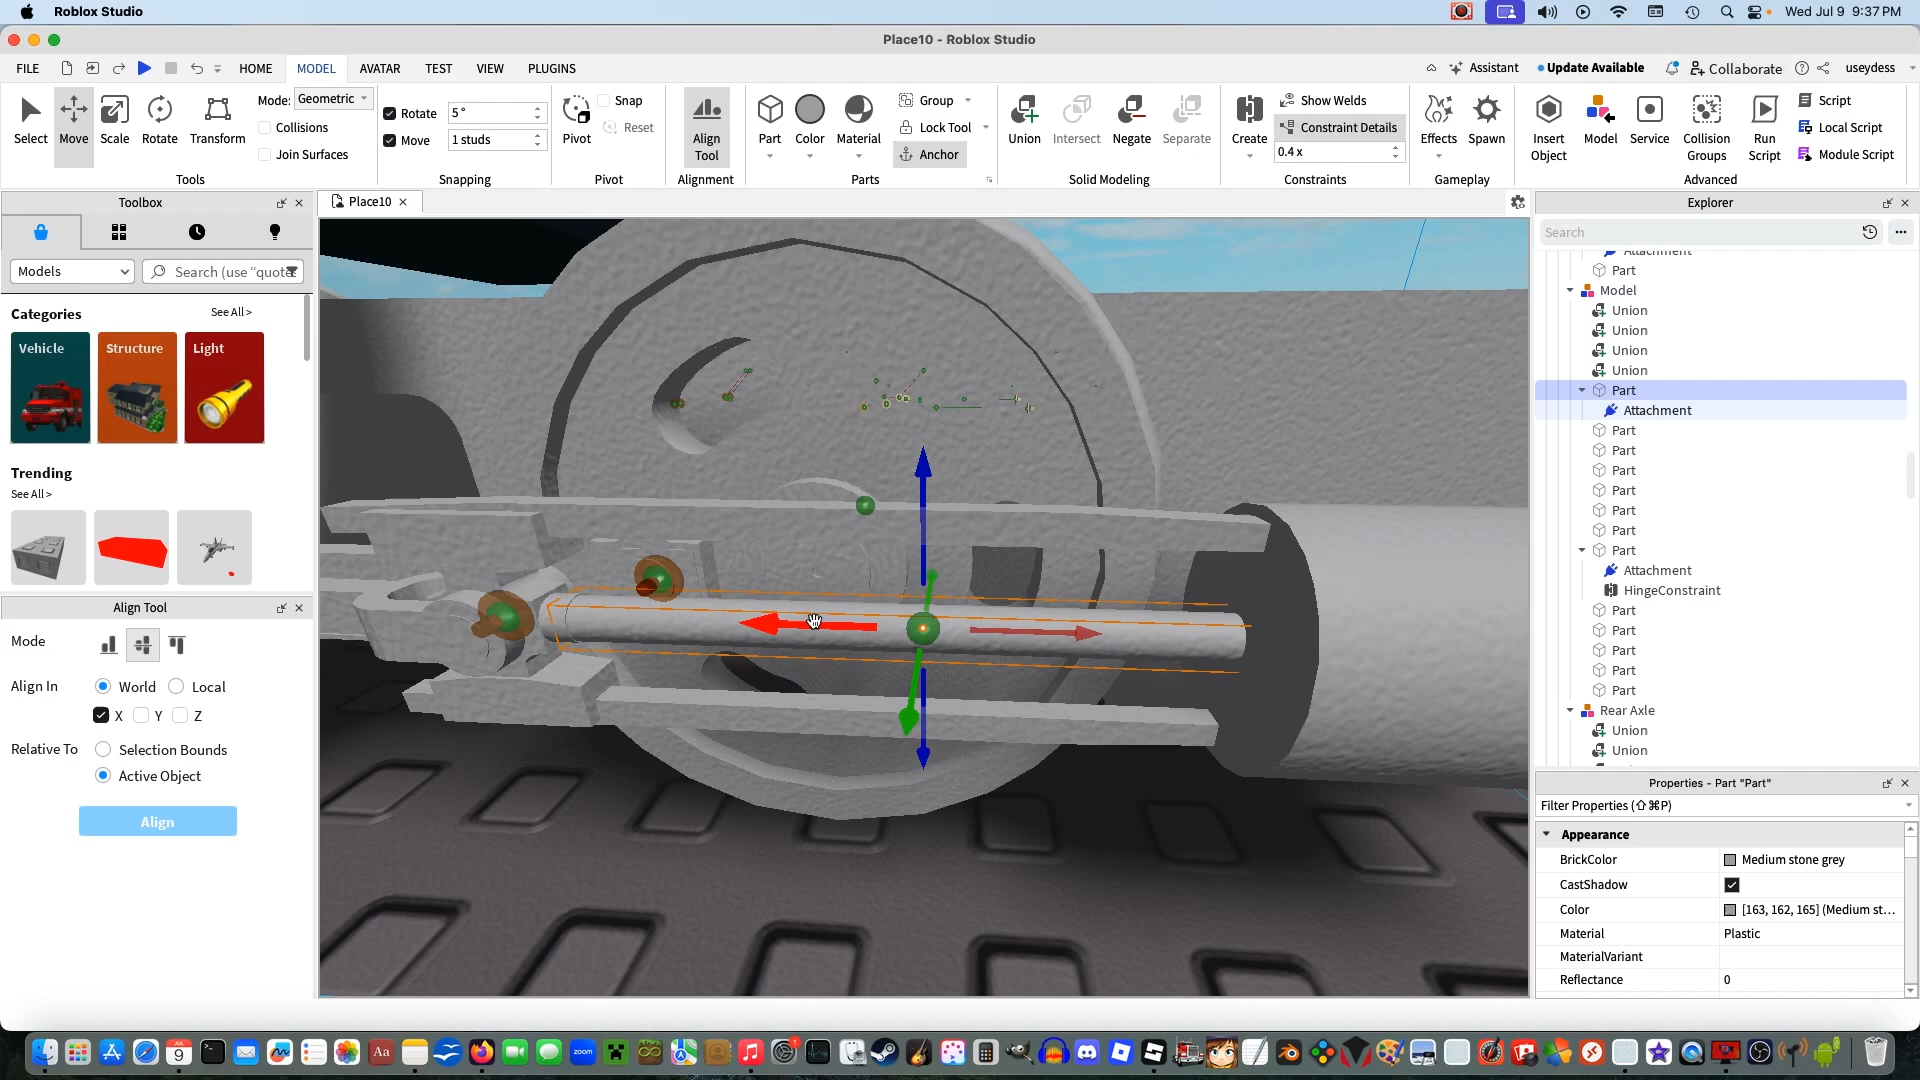 Roblox Studio
Wed Jul 9 9:37 PM
Place10 - Roblox Studio
FILE
HOME
MODEL
AVATAR
TEST
VIEW
PLUGINS
Assistant
Update Available
Collaborate
useydess
Select
Move
Scale
Rotate
Transform
Mode: Geometric
Collisions
Join Surfaces
Tools
Rotate 5 °
Move 1 studs
Snapping
Pivot
Snap
Reset
Pivot
Align
Tool
Alignment
Part
Color
Material
Group
Lock Tool
Anchor
Parts
Union
Intersect
Negate
Separate
Solid Modeling
Create
Show Welds
Constraint Details
0.4 x
Constraints
Effects
Spawn
Gameplay
Insert
Object
Model
Service
Collision
Groups
Run
Script
Script
Local Script
Module Script
Advanced
Toolbox
Models
Search (use "quote
Categories
See All >
Vehicle
Structure
Light
Trending
See All >
Align Tool
Mode
Align In
World
Local
X
Y
Z
Relative To
Selection Bounds
Active Object
Align
Place10
Explorer
Search
Attachment
Part
Model
Union
Union
Union
Union
Part
Attachment
Part
Part
Part
Part
Part
Part
Part
Attachment
HingeConstraint
Part
Part
Part
Part
Part
Rear Axle
Union
Union
Properties - Part "Part"
Filter Properties (⇧⌘P)
Appearance
BrickColor Medium stone grey
CastShadow
Color [163, 162, 165] (Medium st...
Material Plastic
MaterialVariant
Reflectance 0
JUL
9
Aa
zoom
1